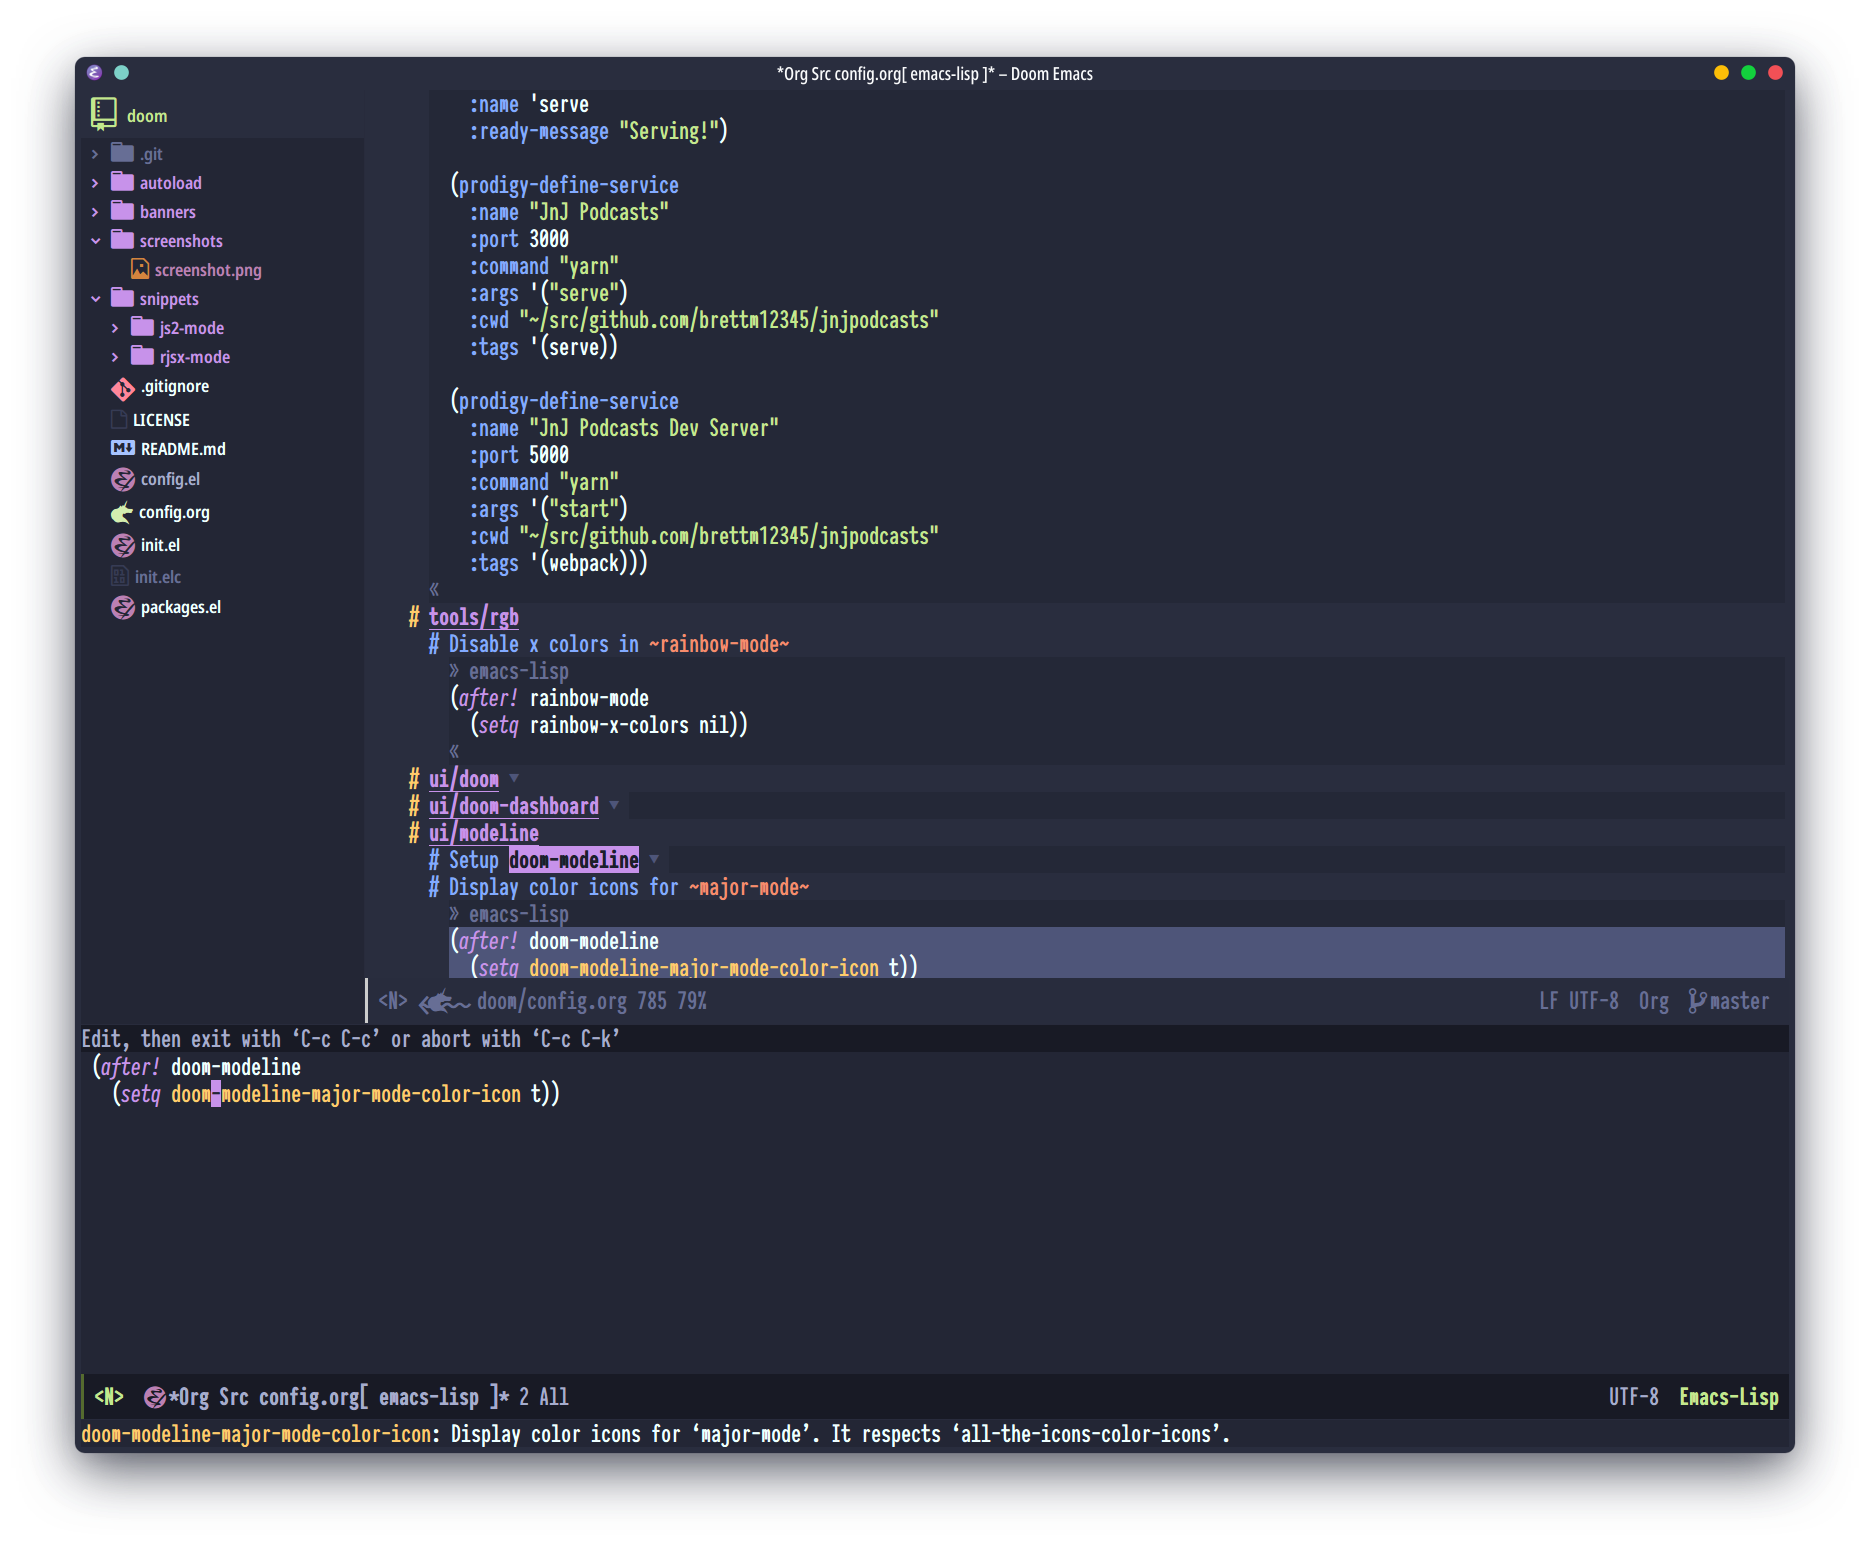 *Org Src config.org[ emacs-lisp ]* – Doom Emacs
doom
.git
autoload
banners
screenshots
screenshot.png
snippets
js2-mode
rjsx-mode
.gitignore
LICENSE
README.md
config.el
config.org
init.el
init.elc
packages.el
:name 'serve
:ready-message "Serving!")
(prodigy-define-service
:name "JnJ Podcasts"
:port 3000
:command "yarn"
:args '("serve")
:cwd "~/src/github.com/brettm12345/jnjpodcasts"
:tags '(serve))
(prodigy-define-service
:name "JnJ Podcasts Dev Server"
:port 5000
:command "yarn"
:args '("start")
:cwd "~/src/github.com/brettm12345/jnjpodcasts"
:tags '(webpack)))
«
# tools/rgb
# Disable x colors in ~rainbow-mode~
» emacs-lisp
(after! rainbow-mode
(setq rainbow-x-colors nil))
«
# ui/doom ▼
# ui/doom-dashboard ▼
# ui/modeline
# Setup doom-modeline ▼
# Display color icons for ~major-mode~
» emacs-lisp
(after! doom-modeline
(setq doom-modeline-major-mode-color-icon t))
<N> doom/config.org 785 79% LF UTF-8 Org master
Edit, then exit with ‘C-c C-c’ or abort with ‘C-c C-k’
(after! doom-modeline
(setq doom-modeline-major-mode-color-icon t))
<N> *Org Src config.org[ emacs-lisp ]* 2 All UTF-8 Emacs-Lisp
doom-modeline-major-mode-color-icon: Display color icons for ‘major-mode’. It respects ‘all-the-icons-color-icons’.